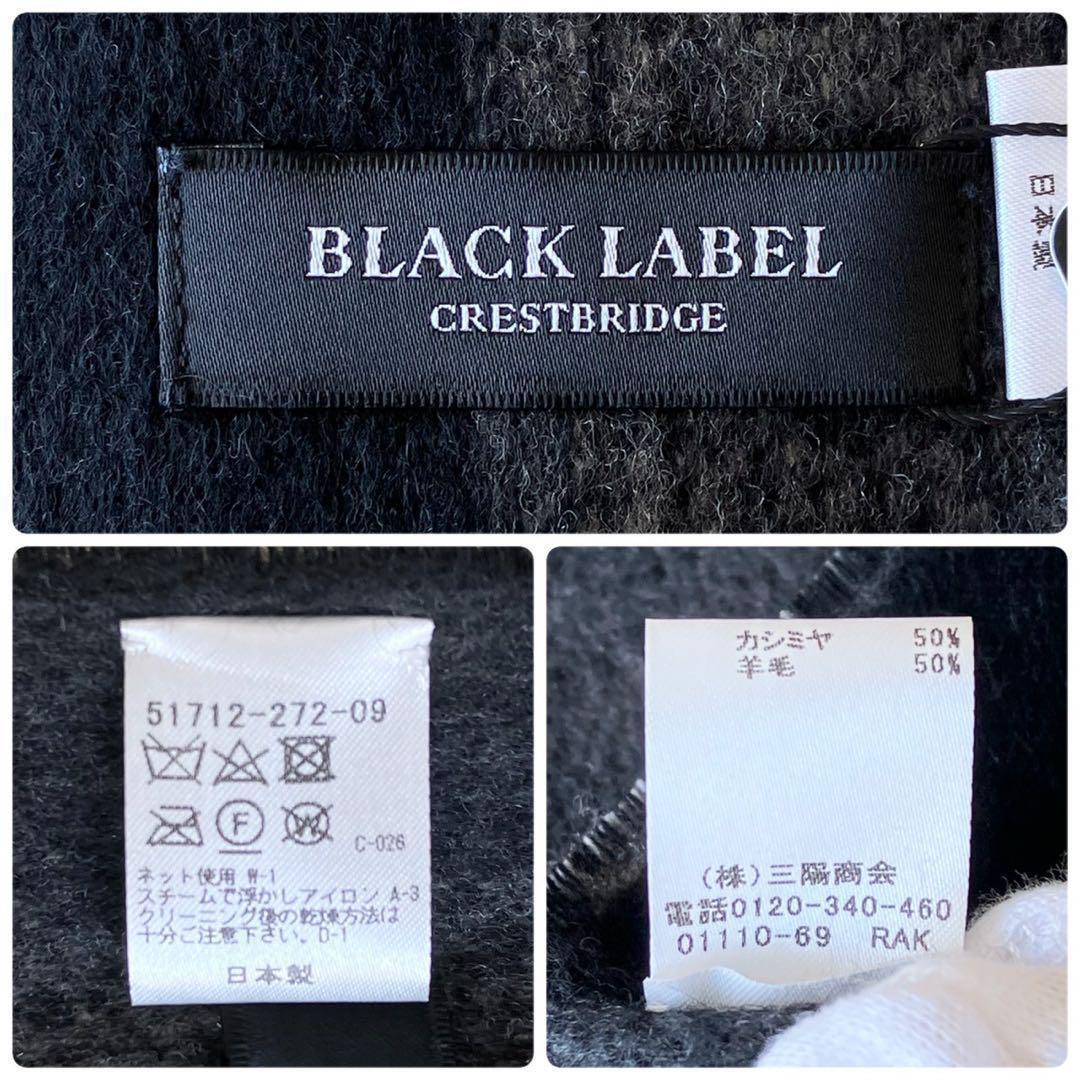 BLACK LABEL
CRESTBRIDGE
日本製
51712-272-09
F
W
C-026
ネット使用 W-1
スチームで浮かしアイロン A-3
クリーニング後の乾燥方法は
十分ご注意下さい。D-1
日本製
カシミヤ 50%
羊毛 50%
(株)三陽商会
電話0120-340-460
01110-69 RAK